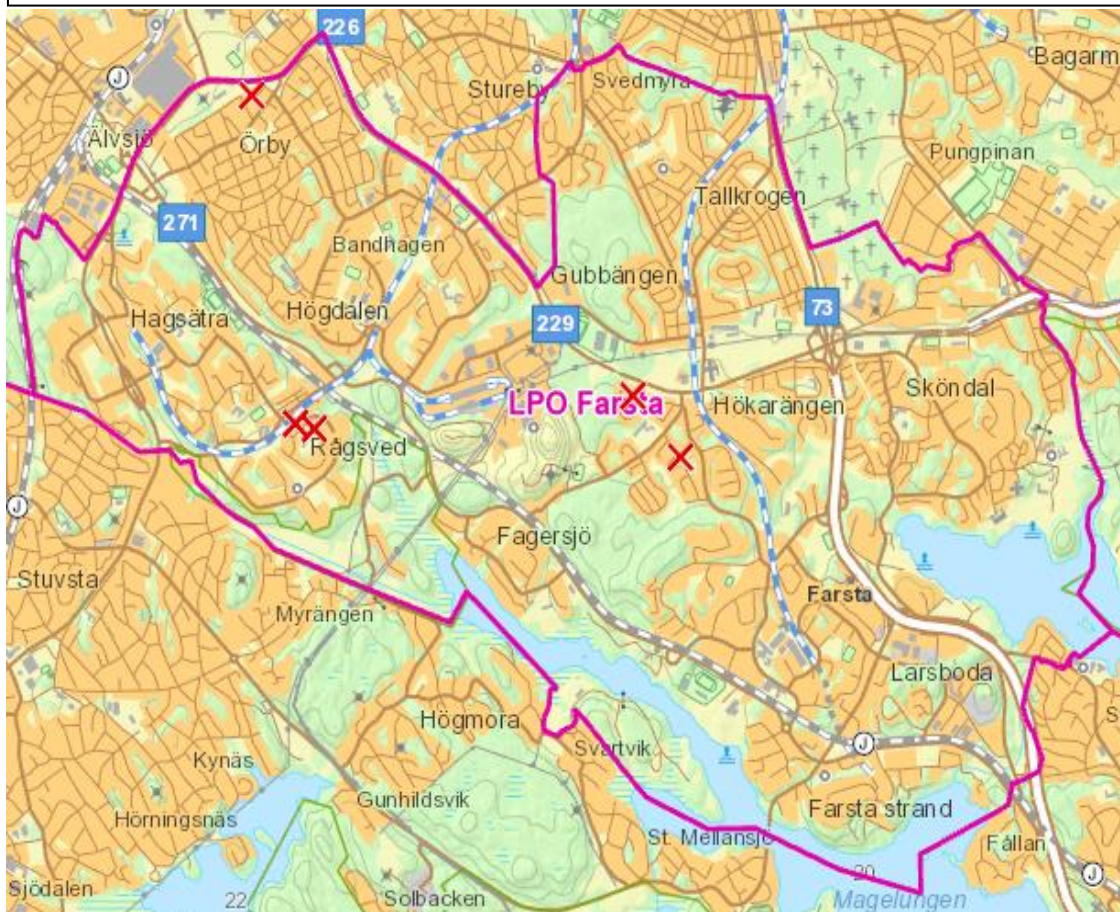 226
Bagarm
Stureby
Svedmyra
J
Älvsjö
Örby
Pungpinan
Tallkrogen
271
Bandhagen
Gubbängen
Högdalen
229
73
Hagsätra
LPO Farsta
Sköndal
Hökarängen
Rågsved
J
Fagersjö
Stuvsta
Farsta
Myrängen
Larsboda
Högmora
S
Svartvik
J
Kynäs
Gunhildsvik
Farsta strand
Hörningsnäs
St. Mellansjö
Fållan
20
J
Sjödalen
22
Solbacken
Magelungen